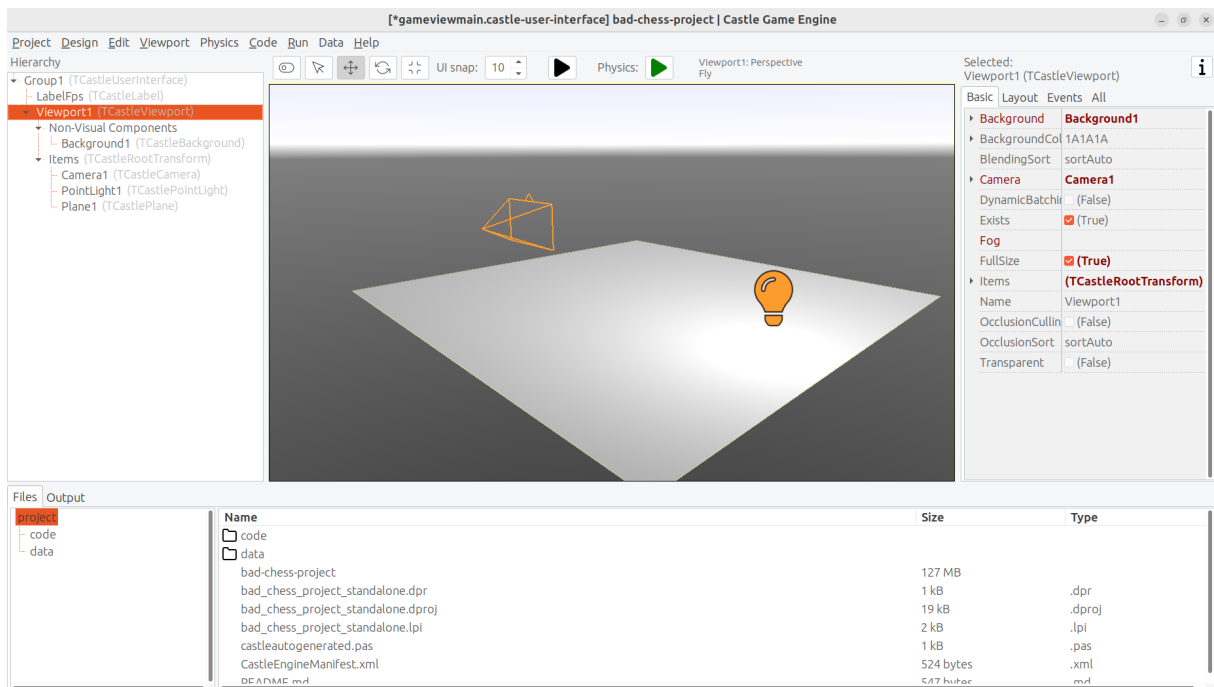 [*gameviewmain.castle-user-interface] bad-chess-project | Castle Game Engine
Project Design Edit Viewport Physics Code Run Data Help
Hierarchy
Group1 (TCastleUserInterface)
LabelFps (TCastleLabel)
Viewport1 (TCastleViewport)
Non-Visual Components
Background1 (TCastleBackground)
Items (TCastleRootTransform)
Camera1 (TCastleCamera)
PointLight1 (TCastlePointLight)
Plane1 (TCastlePlane)
UI snap: 10
Physics:
Viewport1: Perspective
Fly
Selected:
Viewport1 (TCastleViewport)
i
Basic Layout Events All
Background Background1
BackgroundCol 1A1A1A
BlendingSort sortAuto
Camera Camera1
DynamicBatchin (False)
Exists (True)
Fog
FullSize (True)
Items (TCastleRootTransform)
Name Viewport1
OcclusionCullin (False)
OcclusionSort sortAuto
Transparent (False)
Files Output
project
code
data
Name Size Type
code
data
bad-chess-project 127 MB
bad_chess_project_standalone.dpr 1 kB .dpr
bad_chess_project_standalone.dproj 19 kB .dproj
bad_chess_project_standalone.lpi 2 kB .lpi
castleautogenerated.pas 1 kB .pas
CastleEngineManifest.xml 524 bytes .xml
README.md 547 bytes .md